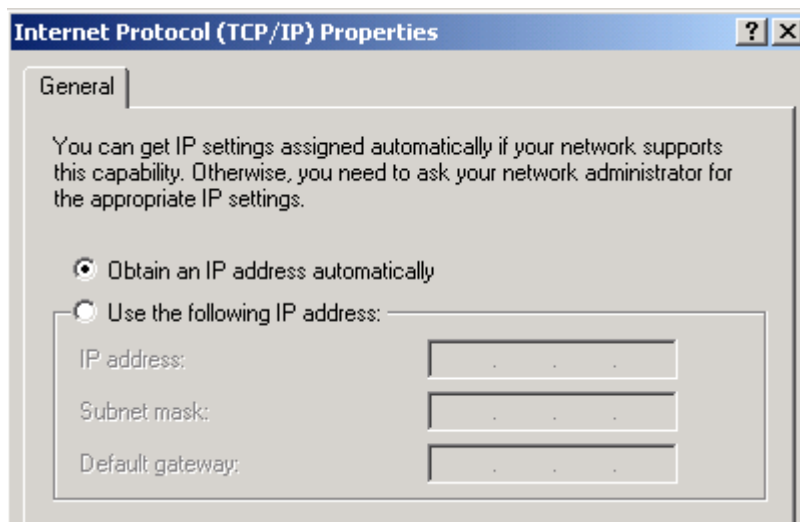 Internet Protocol (TCP/IP) Properties
General
You can get IP settings assigned automatically if your network supports
this capability. Otherwise, you need to ask your network administrator for
the appropriate IP settings.
Obtain an IP address automatically
Use the following IP address:
IP address:
Subnet mask:
Default gateway: